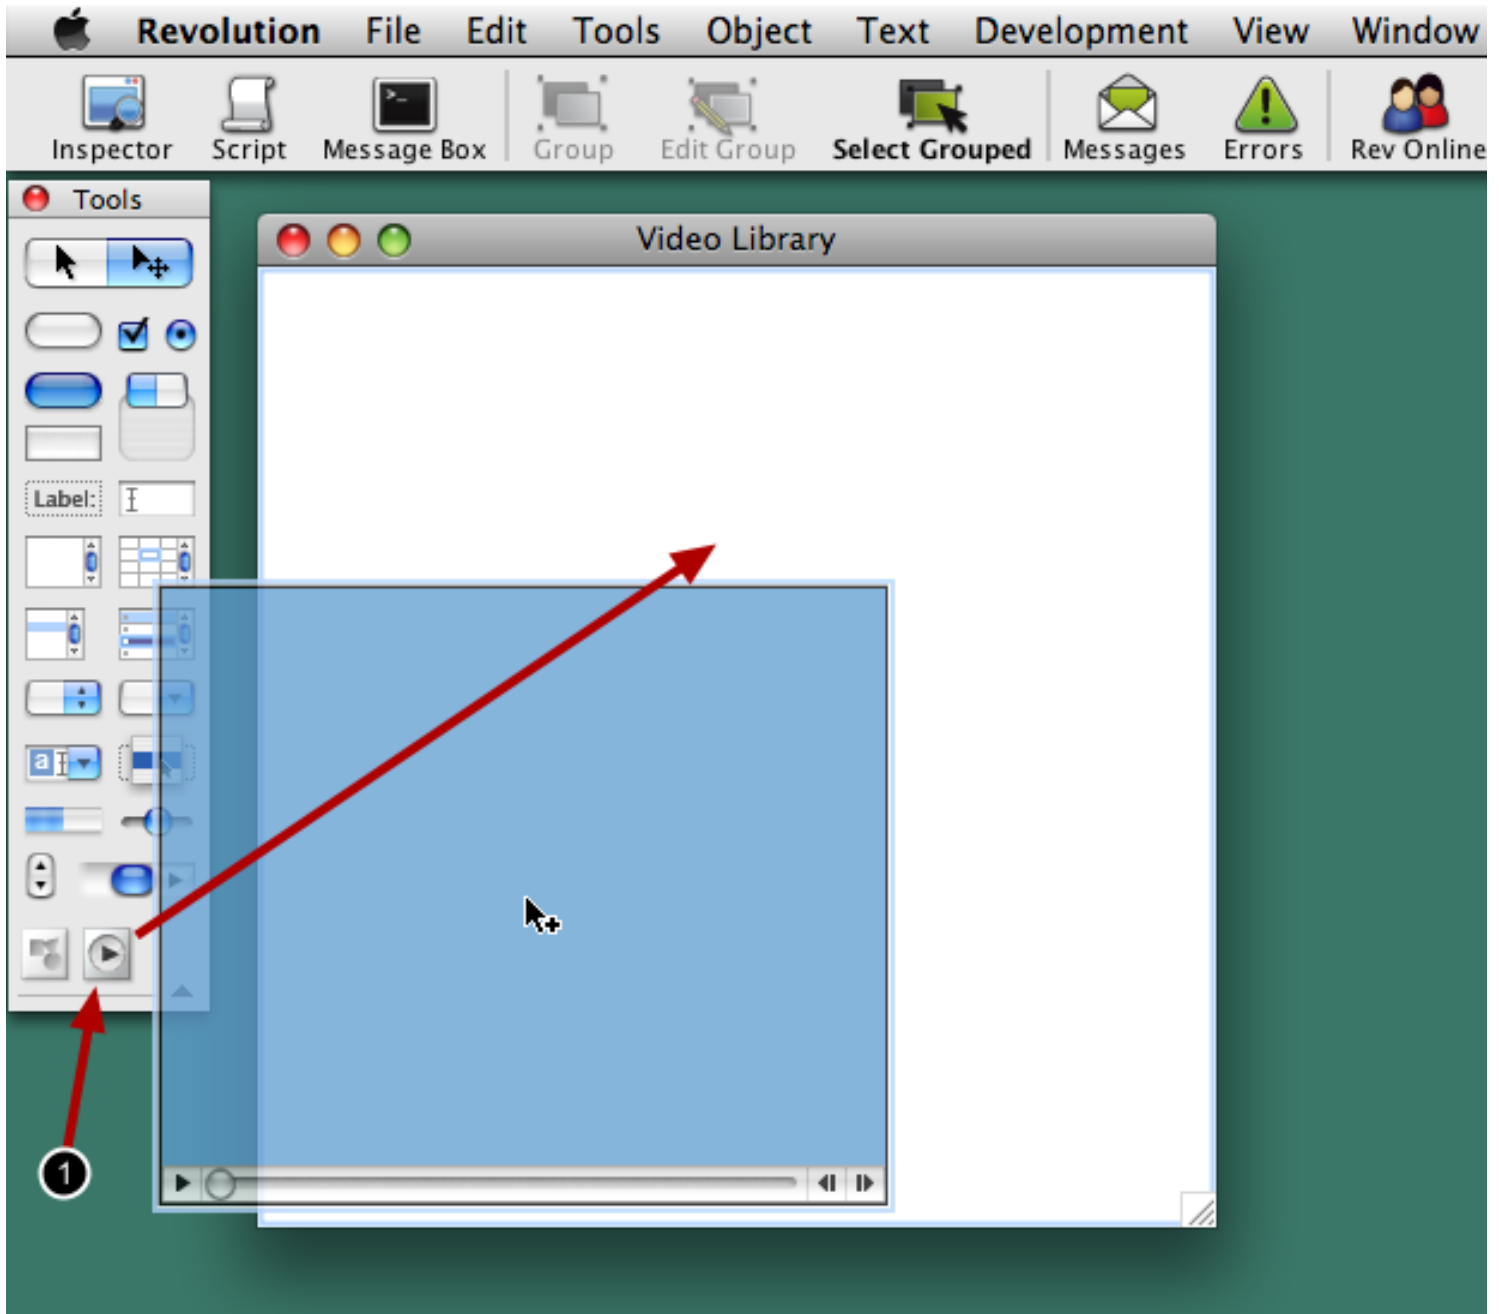 Revolution File Edit Tools Object Text Development View Window
Inspector Script Message Box Group Edit Group Select Grouped Messages Errors Rev Online
Tools
Video Library
Label:
a
1